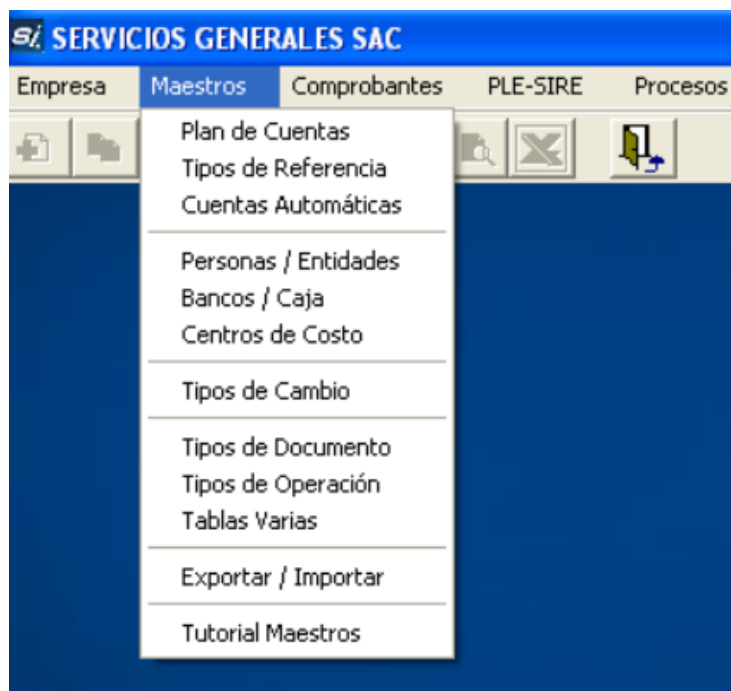 Si. SERVICIOS GENERALES SAC
Empresa Maestros Comprobantes PLE-SIRE Procesos
Plan de Cuentas
Tipos de Referencia
Cuentas Automáticas
Personas / Entidades
Bancos / Caja
Centros de Costo
Tipos de Cambio
Tipos de Documento
Tipos de Operación
Tablas Varias
Exportar / Importar
Tutorial Maestros